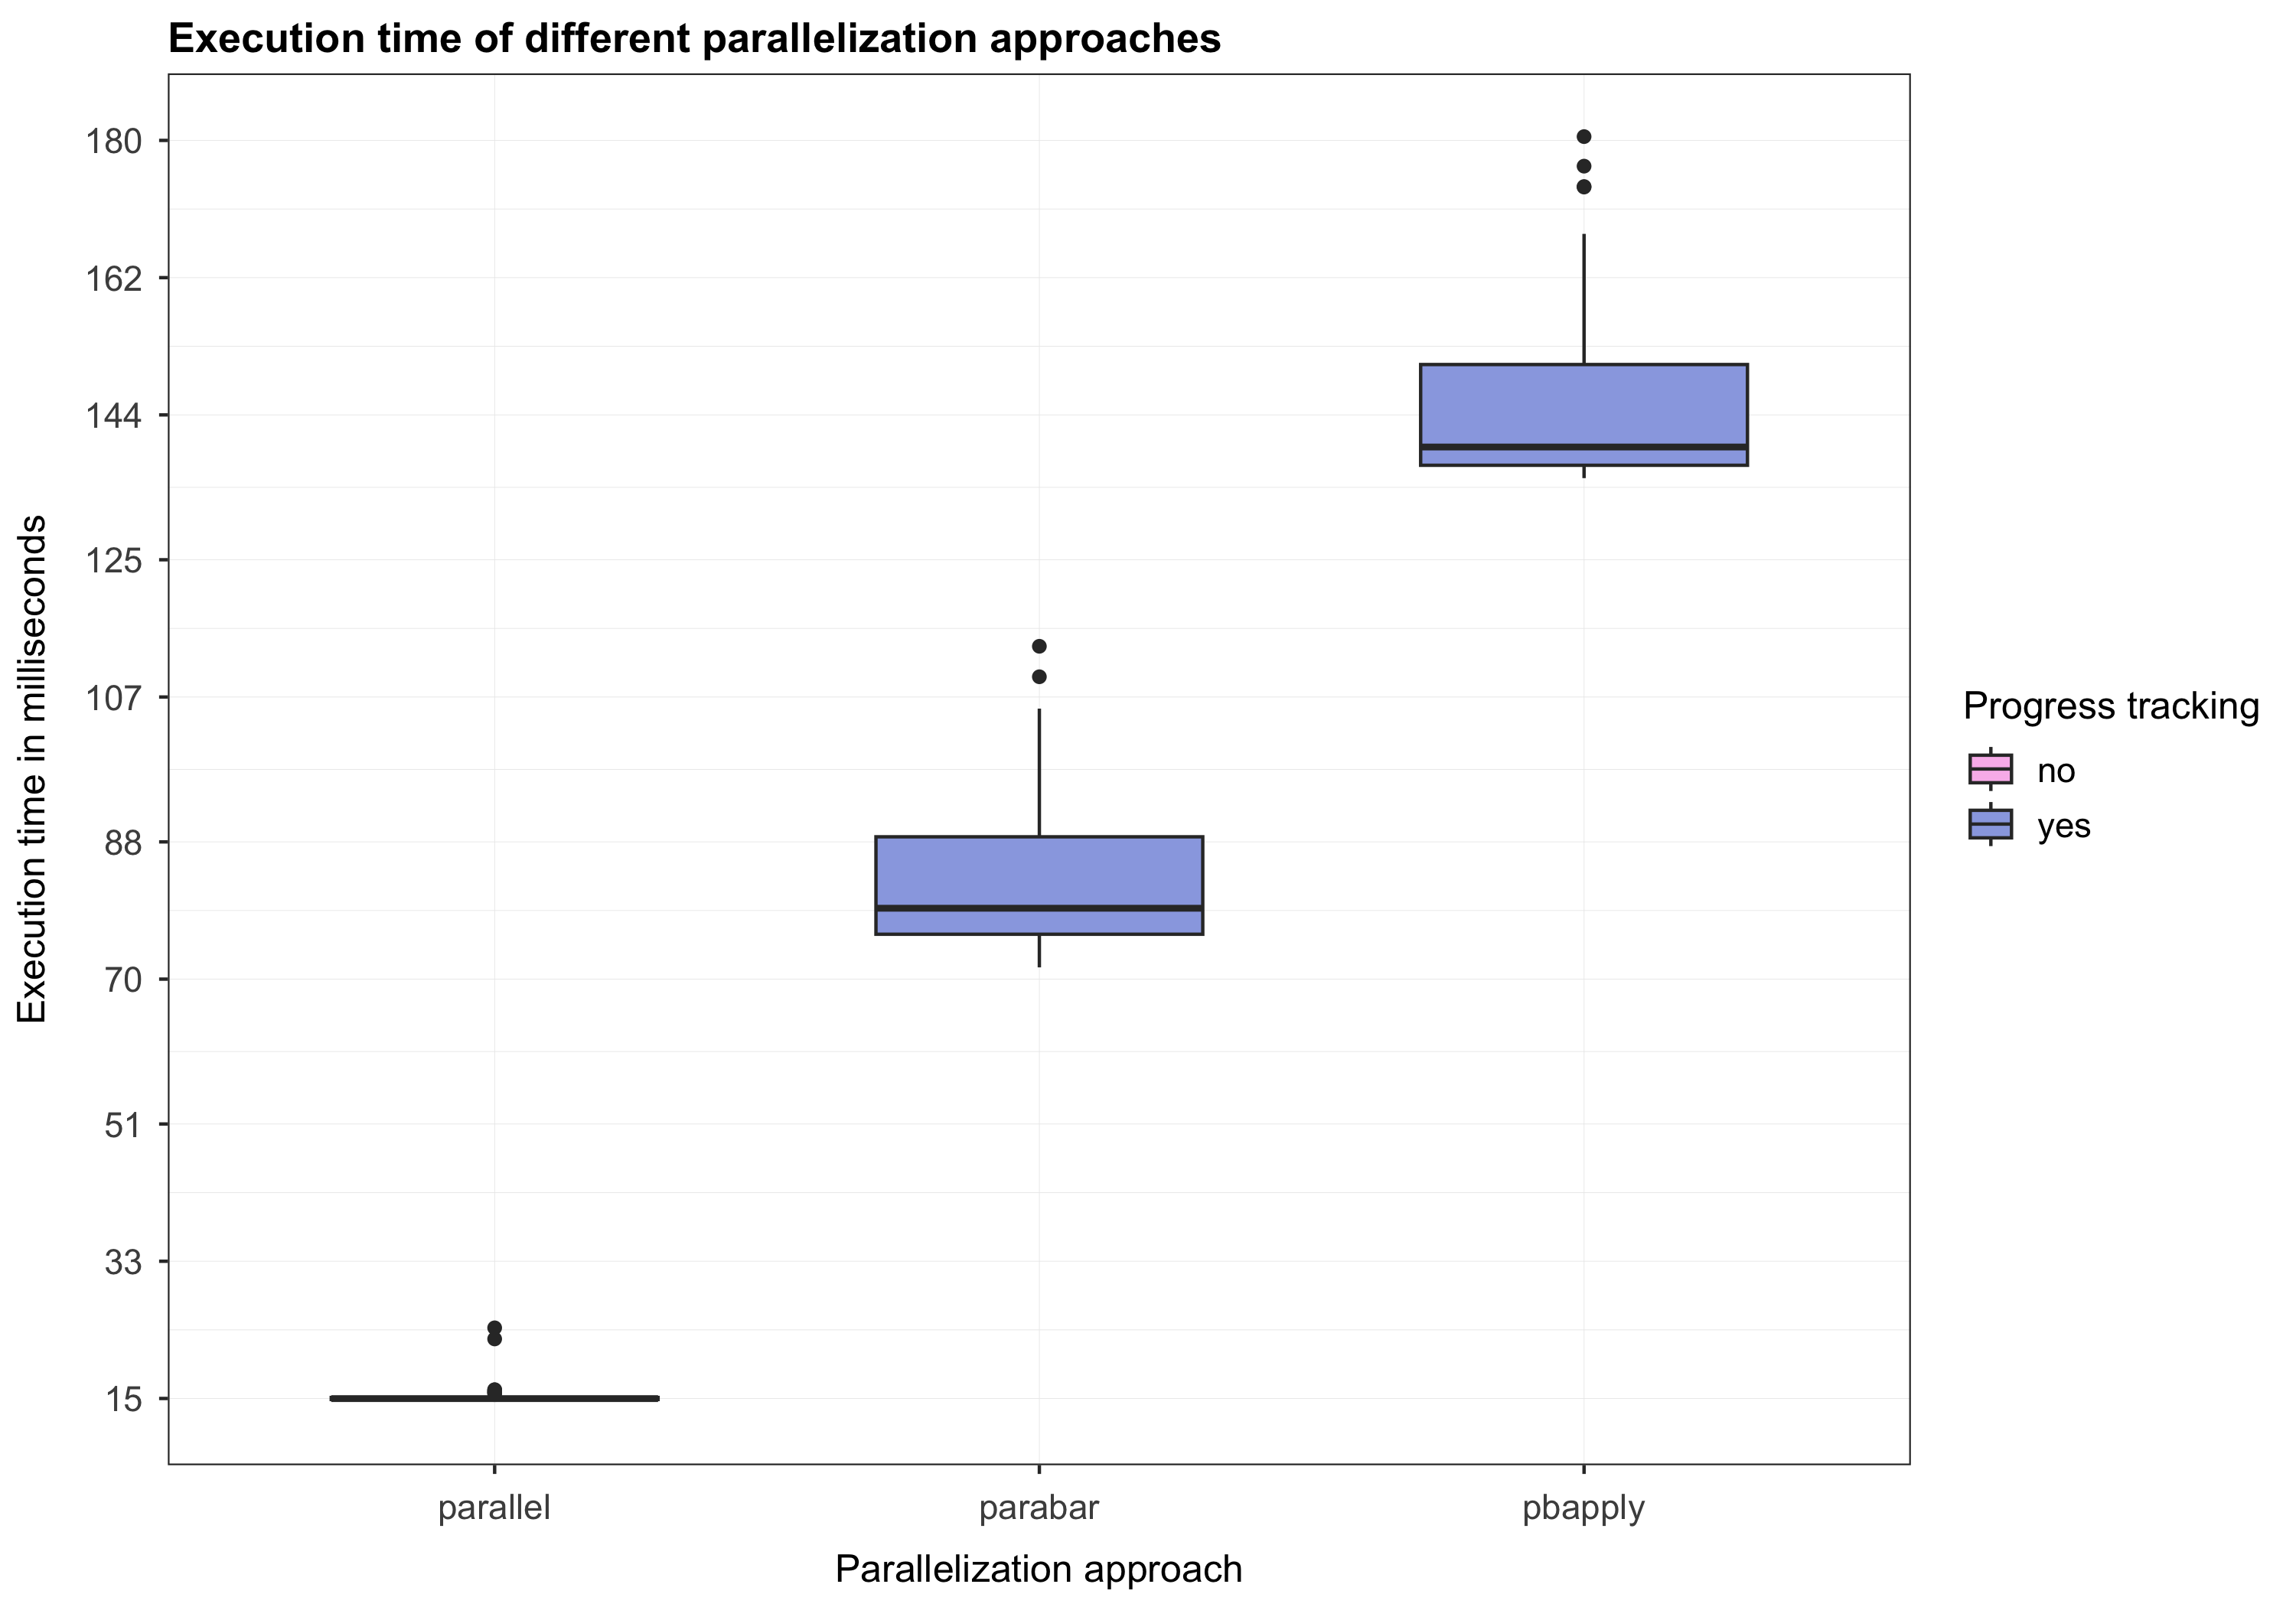 Execution time of different parallelization approaches
Execution time in milliseconds
180
162
144
125
107
88
70
51
33
15
parallel
parabar
pbapply
Parallelization approach
Progress tracking
no
yes